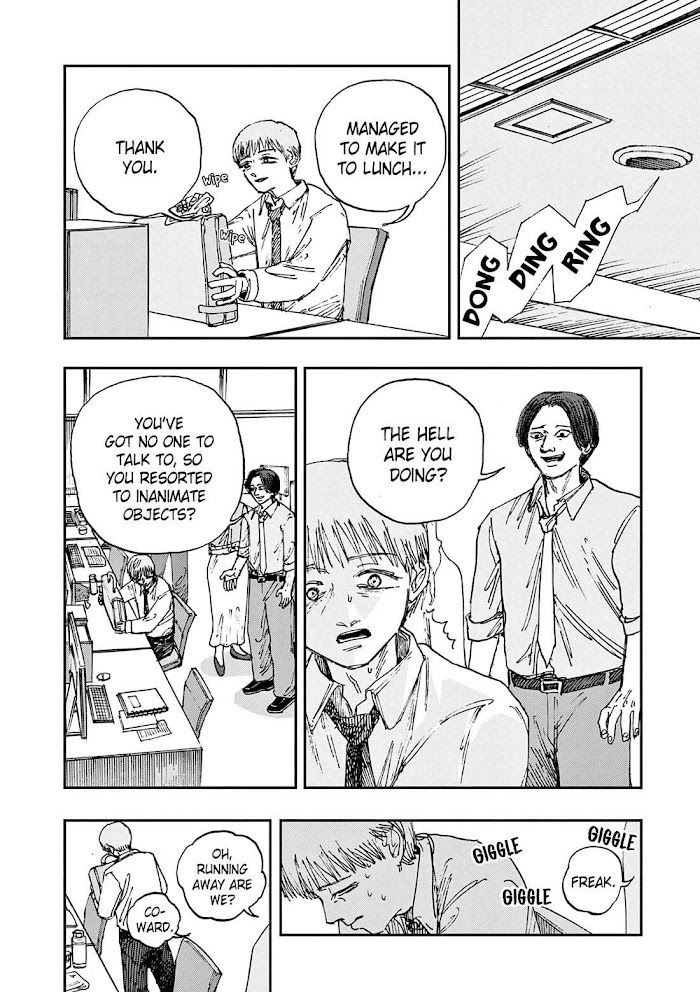 RING
DING
DONG
MANAGED
TO MAKE IT
TO LUNCH...
THANK
YOU.
Wipe
Wipe
THE HELL
ARE YOU
DOING?
YOU'VE
GOT NO ONE TO
TALK TO, SO
YOU RESORTED
TO INANIMATE
OBJECTS?
GIGGLE
FREAK.
GIGGLE
GIGGLE
OH,
RUNNING
AWAY ARE
WE?
CO-
WARD.